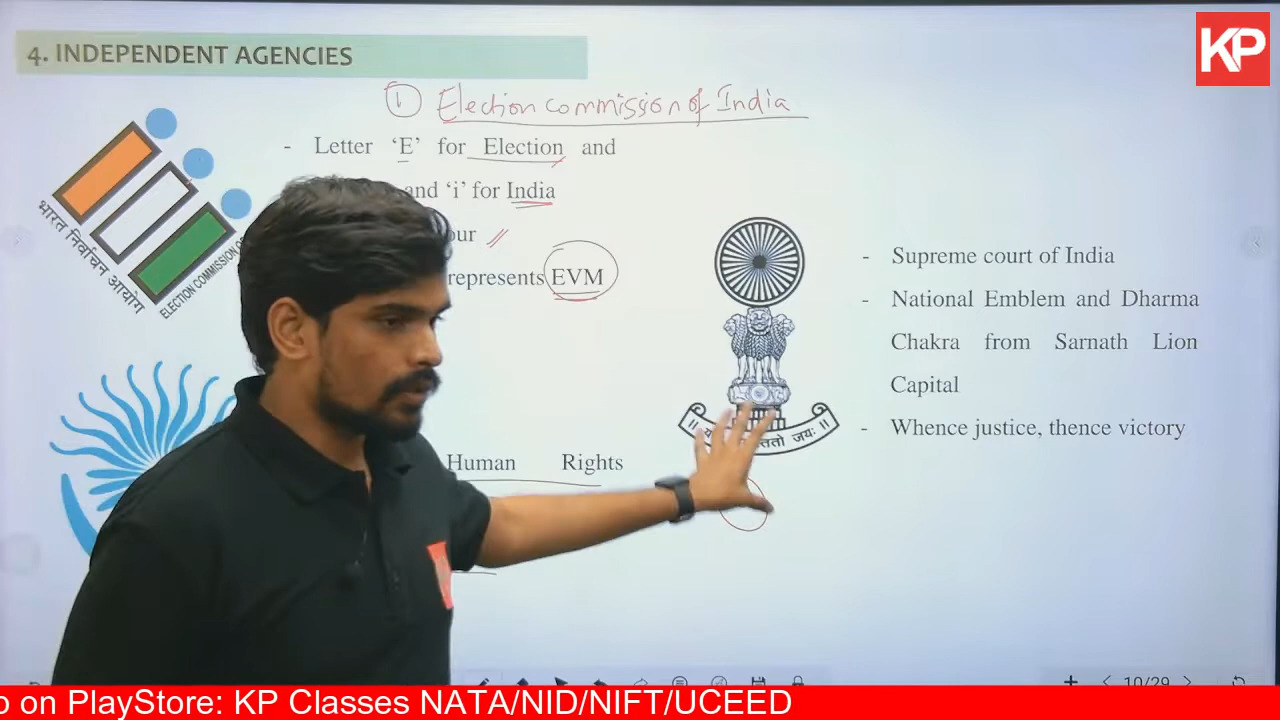 KP
4. INDEPENDENT AGENCIES
① Election commission of India
- Letter ‘E’ for Election and
and ‘i’ for India
represents EVM
भारत निर्वाचन आयोग
ELECTION COMMISSION
Human Rights
- Supreme court of India
- National Emblem and Dharma
Chakra from Sarnath Lion
Capital
- Whence justice, thence victory
जयः ॥
10/29
on PlayStore: KP Classes NATA/NID/NIFT/UCEED